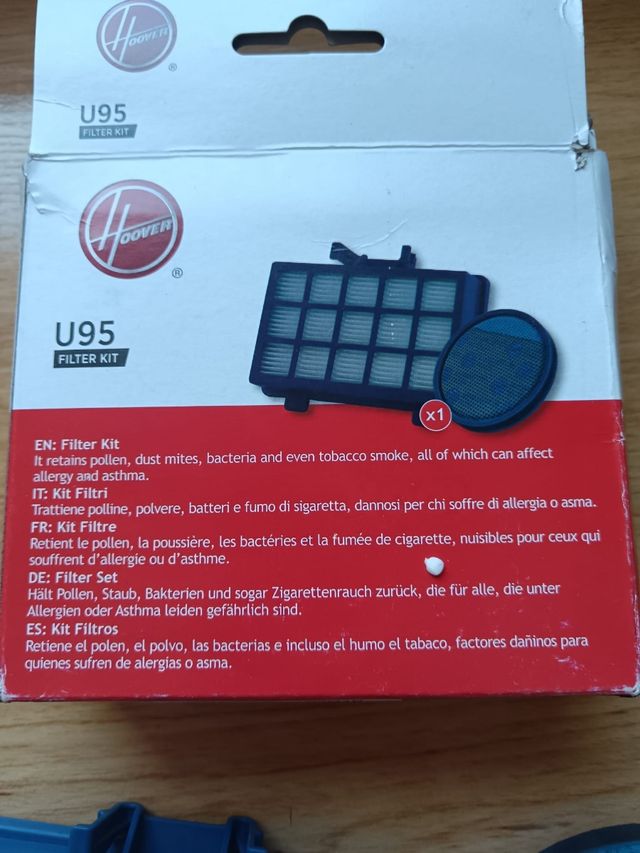 HOOVER
®
U95
FILTER KIT
HOOVER
®
U95
FILTER KIT
x1
EN: Filter Kit
It retains pollen, dust mites, bacteria and even tobacco smoke, all of which can affect
allergy and asthma.
IT: Kit Filtri
Trattiene polline, polvere, batteri e fumo di sigaretta, dannosi per chi soffre di allergia o asma.
FR: Kit Filtre
Retient le pollen, la poussière, les bactéries et la fumée de cigarette, nuisibles pour ceux qui
souffrent d'allergie ou d'asthme.
DE: Filter Set
Hält Pollen, Staub, Bakterien und sogar Zigarettenrauch zurück, die für alle, die unter
Allergien oder Asthma leiden gefährlich sind.
ES: Kit Filtros
Retiene el polen, el polvo, las bacterias e incluso el humo el tabaco, factores dañinos para
quienes sufren de alergias o asma.